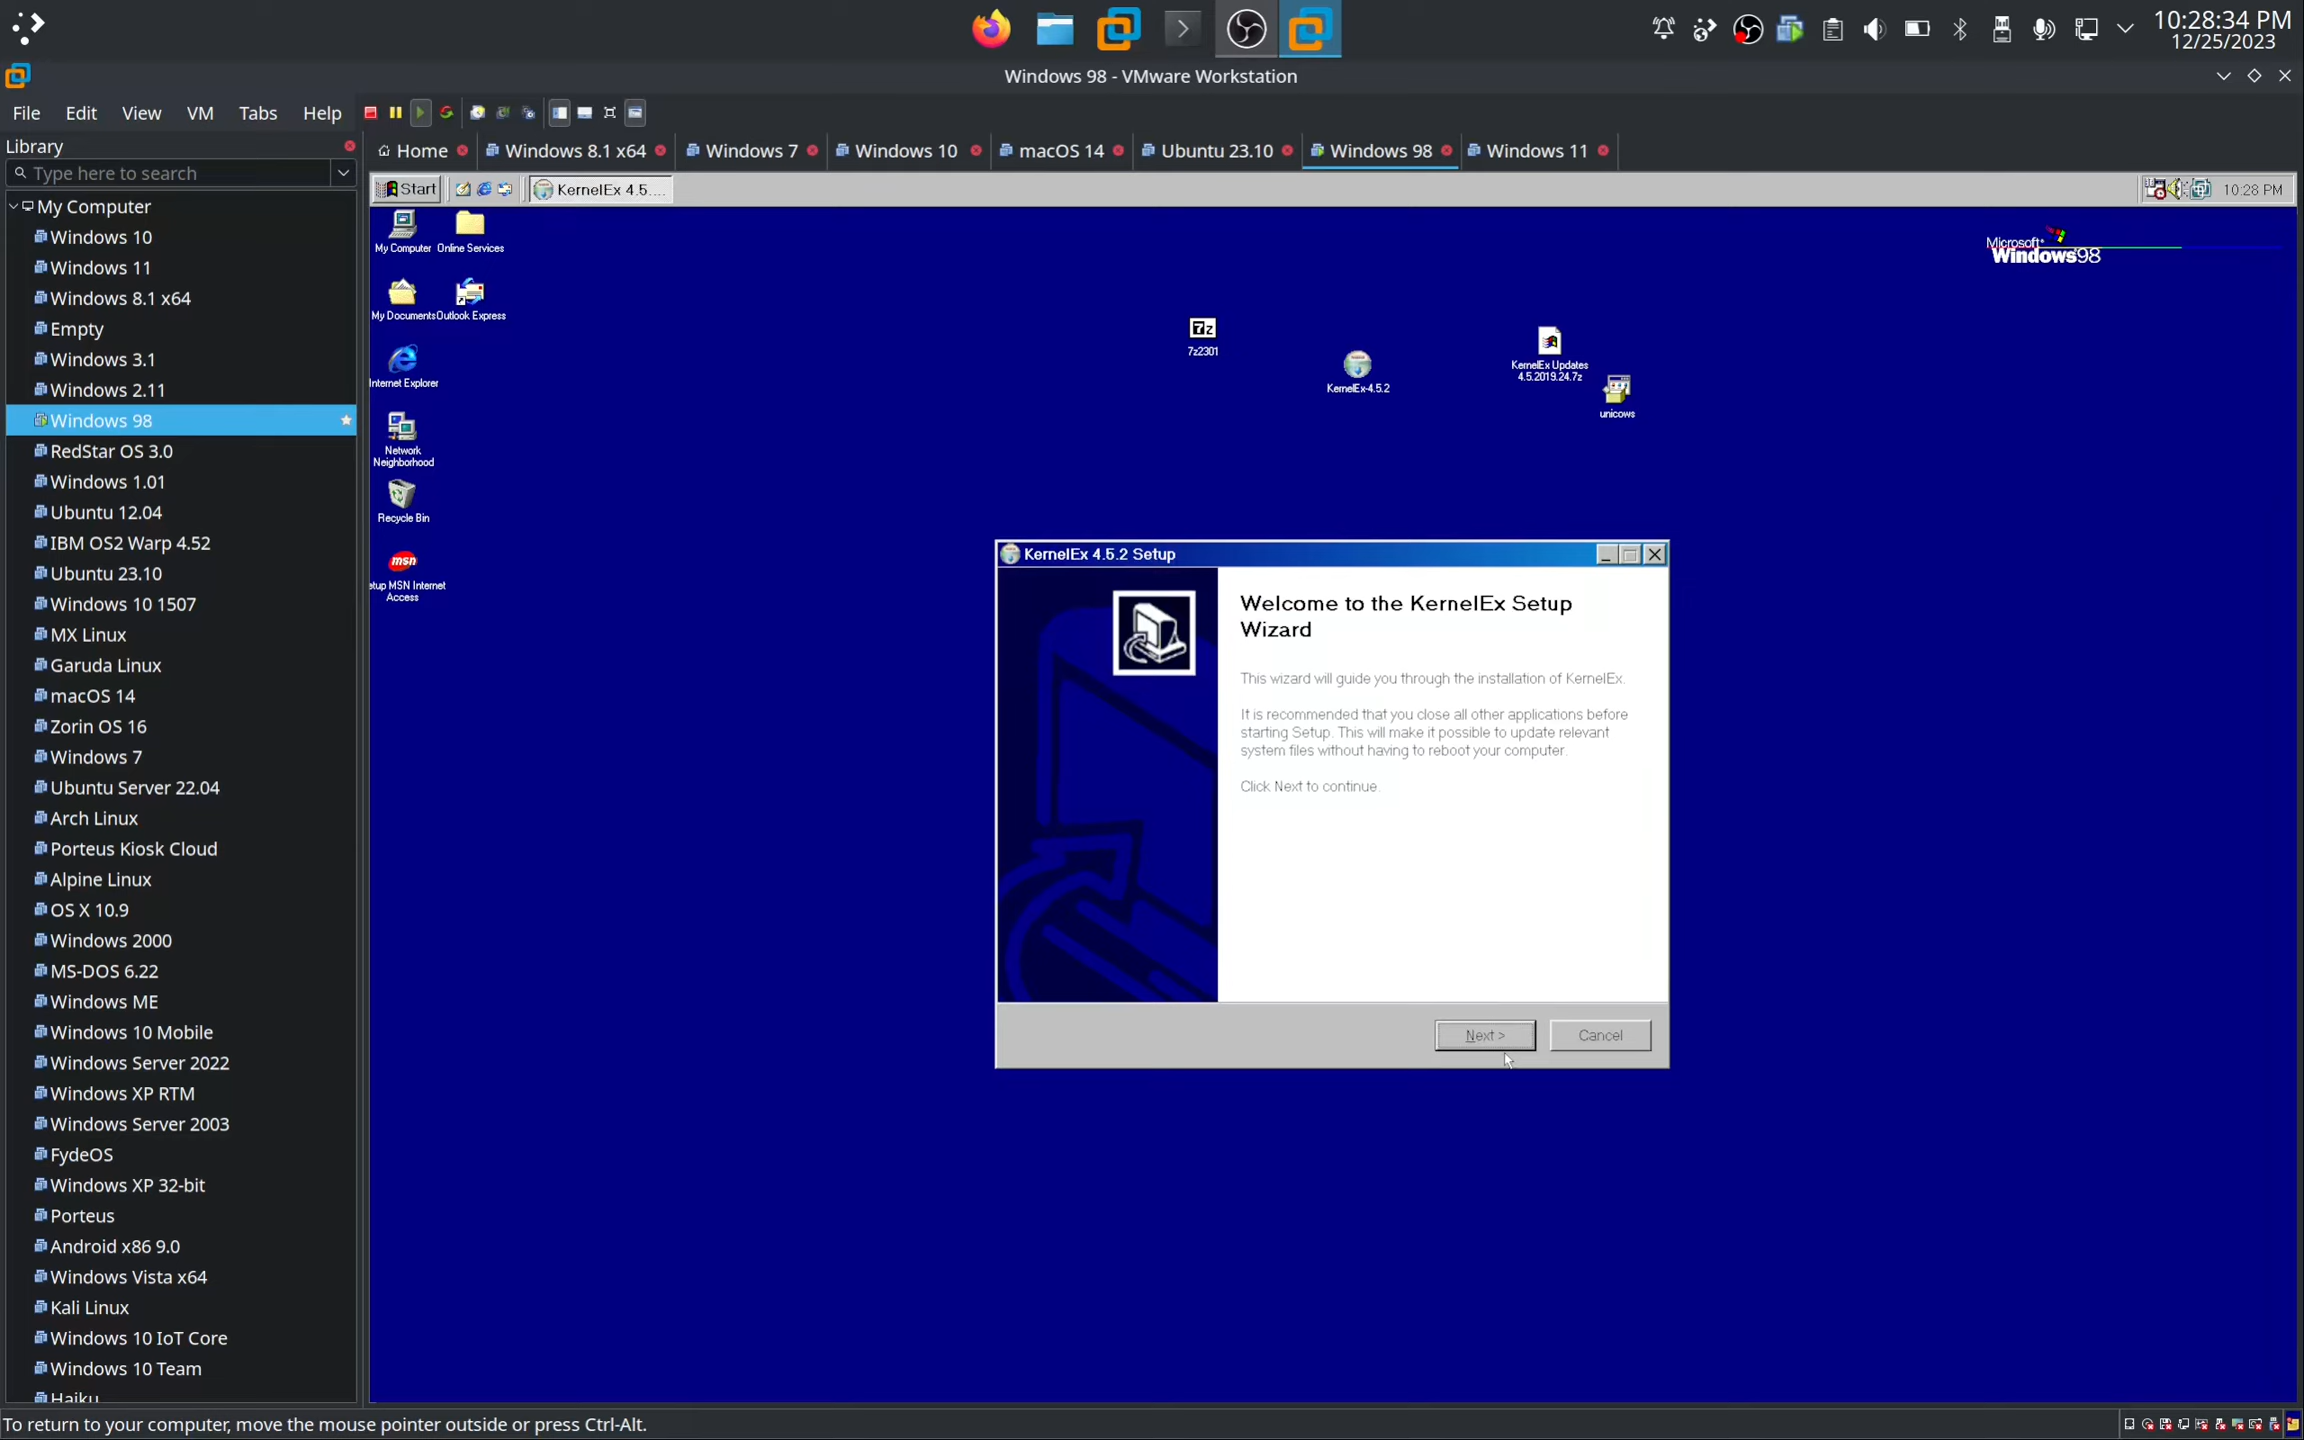 10:28:34 PM
12/25/2023
Windows 98 - VMware Workstation
File Edit View VM Tabs Help
Library
Home Windows 8.1 x64 Windows 7 Windows 10 macOS 14 Ubuntu 23.10 Windows 98 Windows 11
Type here to search
Start KernelEx 4.5.... 10:28 PM
My Computer
Windows 10
Windows 11
Windows 8.1 x64
Empty
Windows 3.1
Windows 2.11
Windows 98
RedStar OS 3.0
Windows 1.01
Ubuntu 12.04
IBM OS2 Warp 4.52
Ubuntu 23.10
Windows 10 1507
MX Linux
Garuda Linux
macOS 14
Zorin OS 16
Windows 7
Ubuntu Server 22.04
Arch Linux
Porteus Kiosk Cloud
Alpine Linux
OS X 10.9
Windows 2000
MS-DOS 6.22
Windows ME
Windows 10 Mobile
Windows Server 2022
Windows XP RTM
Windows Server 2003
FydeOS
Windows XP 32-bit
Porteus
Android x86 9.0
Windows Vista x64
Kali Linux
Windows 10 IoT Core
Windows 10 Team
Haiku
My Computer Online Services
My Documents Outlook Express
Internet Explorer
Network
Neighborhood
Recycle Bin
msn
etup MSN Internet
Access
7z
7z2301
KernelEx-4.5.2
KernelEx Updates
4.5.2019.24.7z
unicows
Microsoft
Windows98
KernelEx 4.5.2 Setup
Welcome to the KernelEx Setup
Wizard
This wizard will guide you through the installation of KernelEx.
It is recommended that you close all other applications before
starting Setup. This will make it possible to update relevant
system files without having to reboot your computer.
Click Next to continue.
Next > Cancel
To return to your computer, move the mouse pointer outside or press Ctrl-Alt.